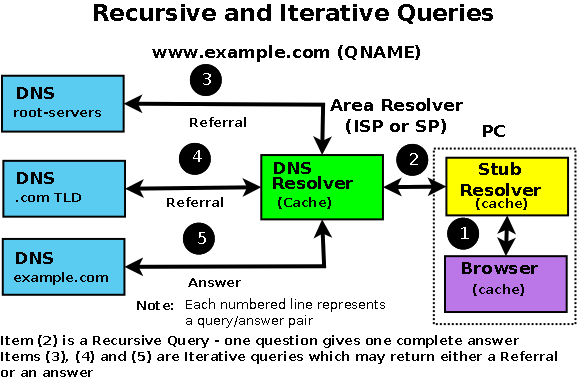 Recursive and Iterative Queries
www.example.com (QNAME)
3
DNS
root-servers
Referral
Area Resolver
(ISP or SP)
PC
4
DNS
.com TLD
Referral
DNS
Resolver
(Cache)
2
Stub
Resolver
(cache)
1
5
DNS
example.com
Answer
Browser
(cache)
Note: Each numbered line represents
a query/answer pair
Item (2) is a Recursive Query - one question gives one complete answer
Items (3), (4) and (5) are Iterative queries which may return either a Referral
or an answer